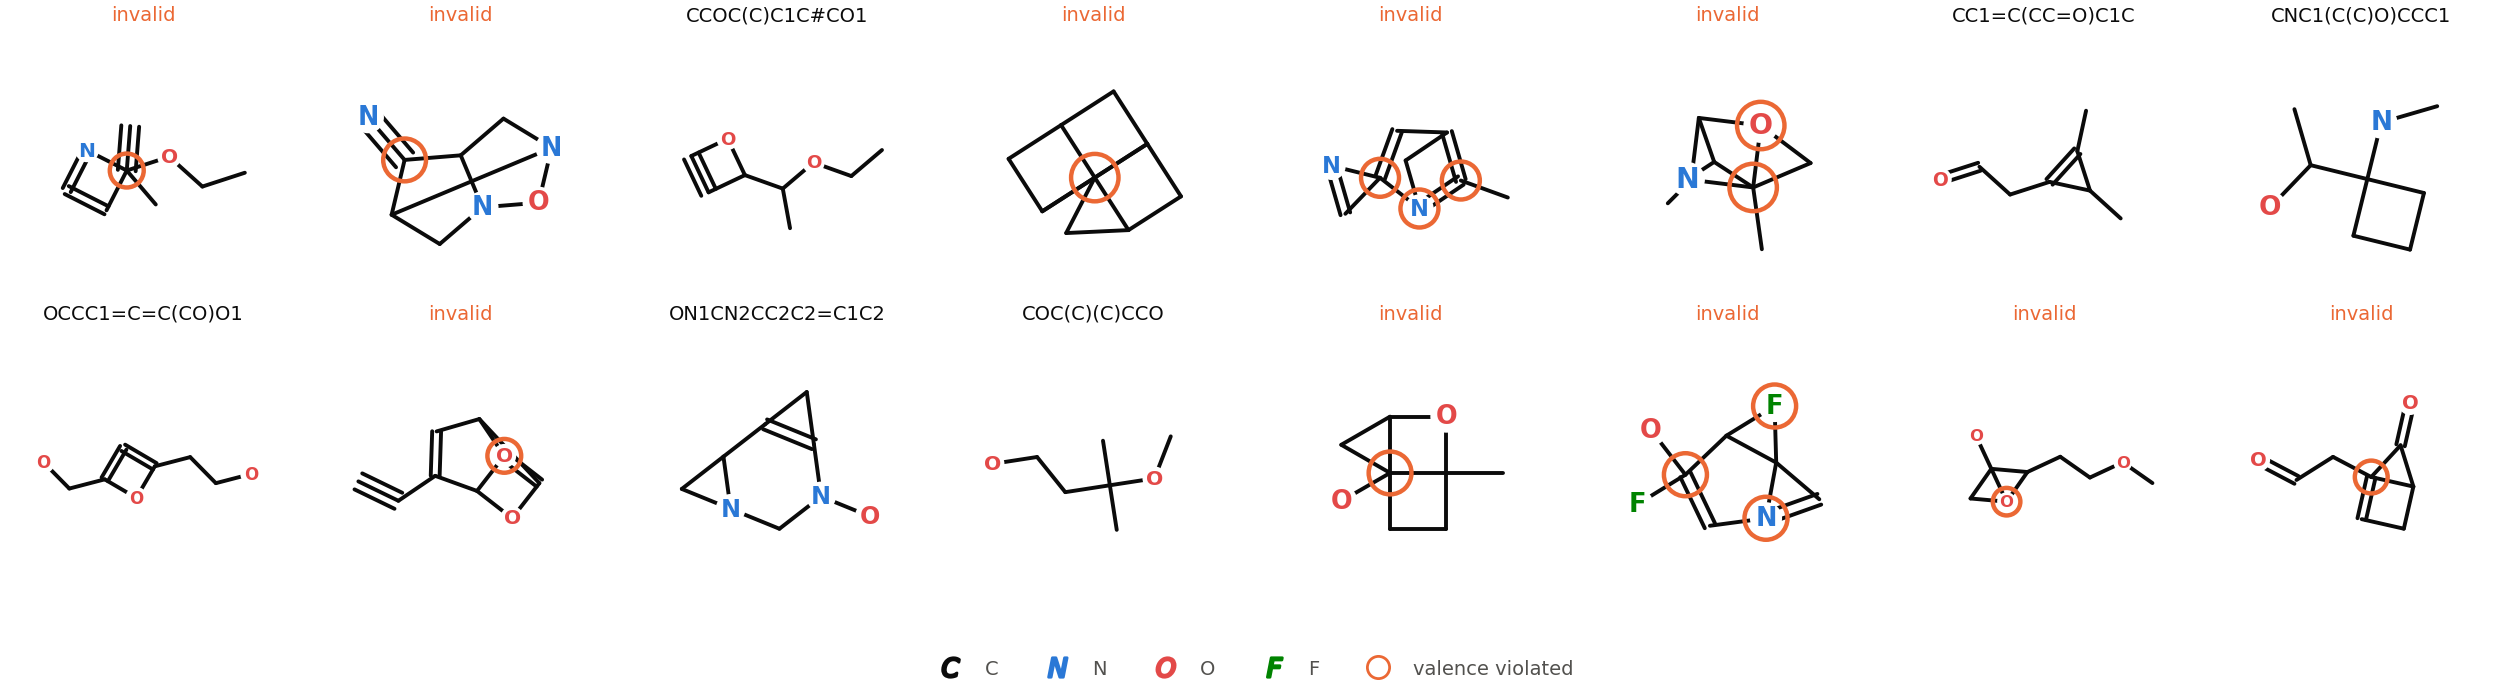 invalid invalid CCOC(C)C1C#CO1 invalid invalid invalid CC1=C(CC=O)C1C CNC1(C(C)O)CCC1
N O
N N N O
O O
N N
O N
O
N O
OCCC1=C=C(CO)O1 invalid ON1CN2CC2C2=C1C2 COC(C)(C)CCO invalid invalid invalid invalid
O O O
O O
N N O
O O
O O
O F F N
O O O
O O
C C N N O O F F valence violated